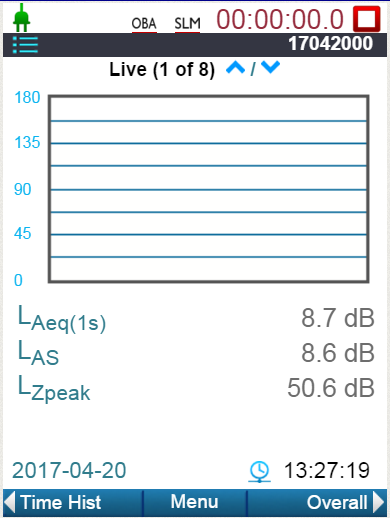 OBA SLM 00:00:00.0
17042000
Live (1 of 8) /
180
135
90
45
0
LAeq(1s) 8.7 dB
LAS 8.6 dB
LZpeak 50.6 dB
2017-04-20 13:27:19
Time Hist Menu Overall